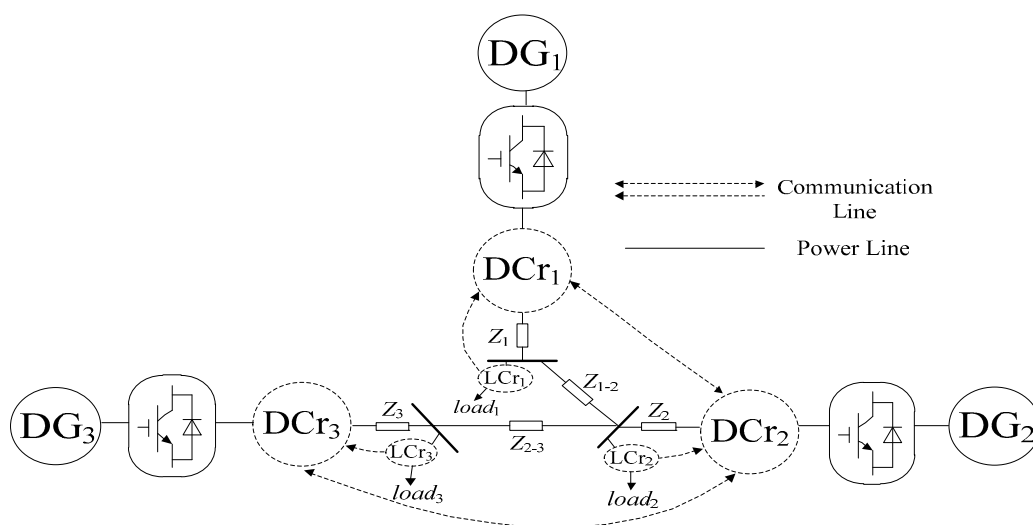 DG₁
Communication
Line
Power Line
DCr₁
Z₁
LCr₁
load₁
Z₁₋₂
DG₃
DCr₃
Z₃
LCr₃
load₃
Z₂₋₃
Z₂
LCr₂
load₂
DCr₂
DG₂